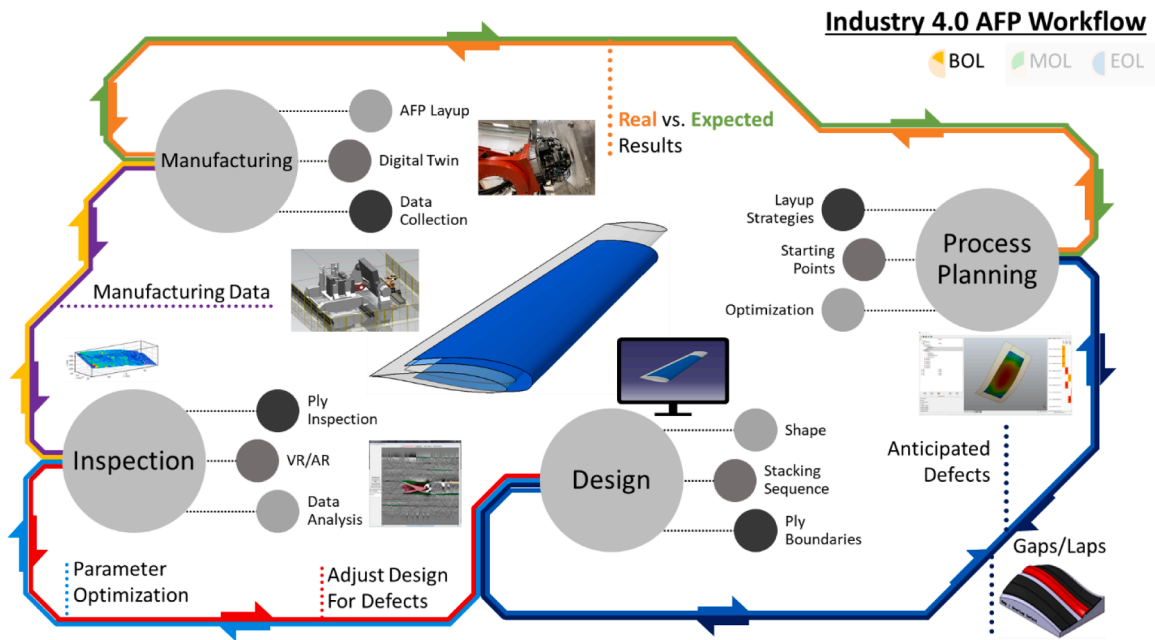 Industry 4.0 AFP Workflow
BOL
MOL
EOL
Manufacturing
AFP Layup
Digital Twin
Data
Collection
Real vs. Expected
Results
Layup
Strategies
Starting
Points
Optimization
Process
Planning
Manufacturing Data
Inspection
Ply
Inspection
VR/AR
Data
Analysis
Design
Shape
Stacking
Sequence
Ply
Boundaries
Anticipated
Defects
Gaps/Laps
Parameter
Optimization
Adjust Design
For Defects